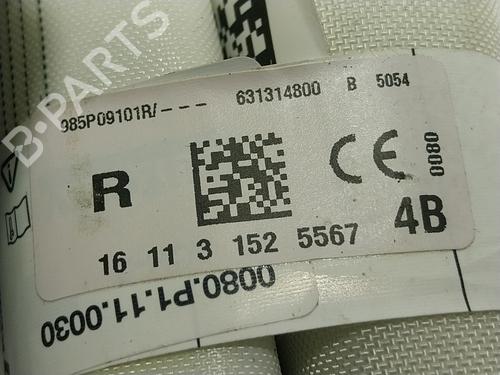 B-PARTS
985P09101R/--- 631314800 B 5054
R CE 0080
16 11 3 152 5567 4B
0080.P1.11.0030